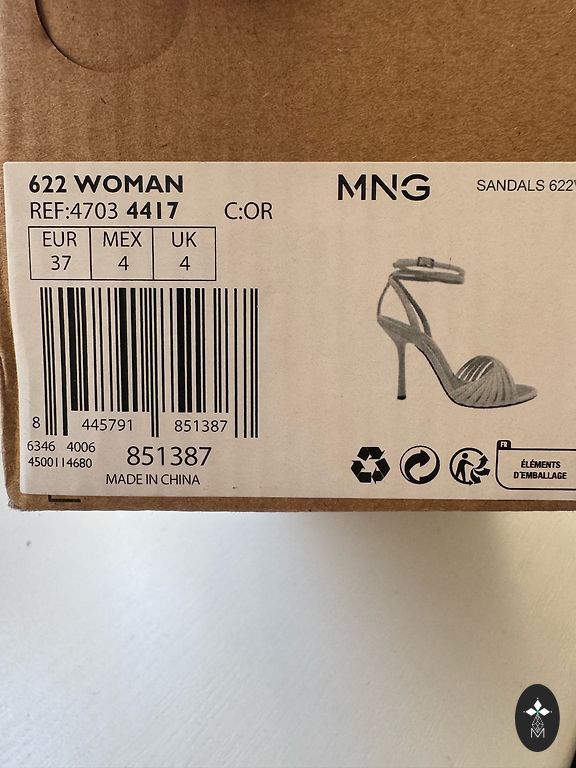 622 WOMAN
MNG
SANDALS 622
REF:4703 4417 C:OR
EUR MEX UK
37 4 4
8 445791 851387
6346 4006
4500114680
851387
MADE IN CHINA
FR
ÉLÉMENTS
D'EMBALLAGE
M